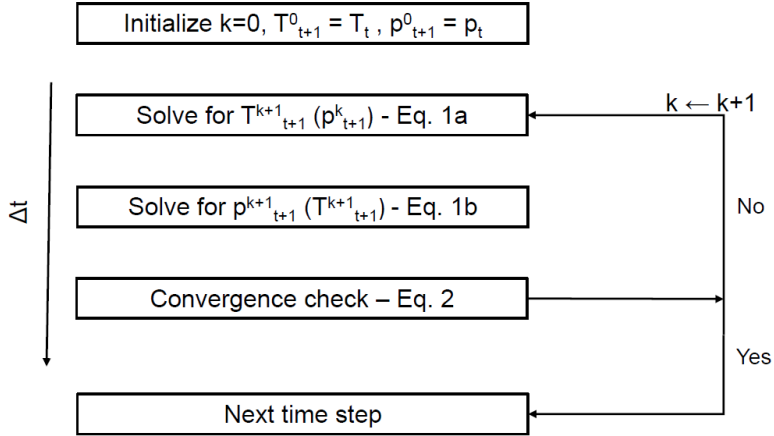 Initialize k=0, T⁰ₜ₊₁ = Tₜ , p⁰ₜ₊₁ = pₜ
Solve for Tᵏ⁺¹ₜ₊₁ (pᵏₜ₊₁) - Eq. 1a
k ← k+1
Δt
Solve for pᵏ⁺¹ₜ₊₁ (Tᵏ⁺¹ₜ₊₁) - Eq. 1b
No
Convergence check – Eq. 2
Yes
Next time step